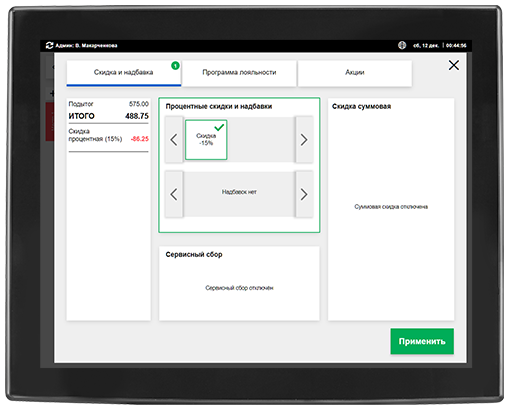 Админ: В. Макарченкова
сб, 12 дек. | 00:44:56
Скидка и надбавка
1
Программа лояльности
Акции
Подытог 575.00
ИТОГО 488.75
Скидка
процентная (15%) -86.25
Процентные скидки и надбавки
Скидка
-15%
Надбавок нет
Сервисный сбор
Сервисный сбор отключён
Скидка суммовая
Суммовая скидка отключена
Применить